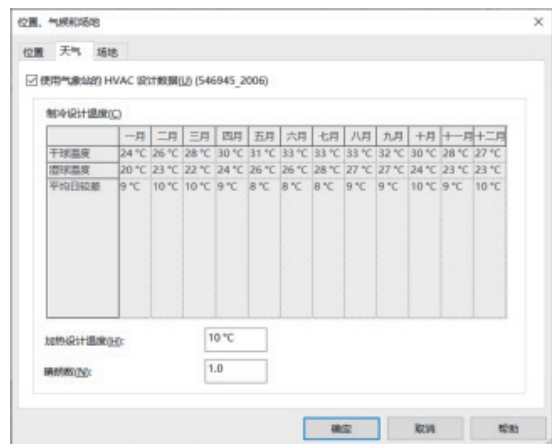 位置、气候和场地
位置 天气 场地
使用气象站的 HVAC 设计数据(U) (546945_2006)
制冷设计温度(C)
一月 二月 三月 四月 五月 六月 七月 八月 九月 十月 十一月 十二月
干球温度 24 °C 26 °C 28 °C 30 °C 31 °C 33 °C 33 °C 33 °C 32 °C 30 °C 28 °C 27 °C
湿球温度 20 °C 23 °C 22 °C 24 °C 26 °C 26 °C 28 °C 27 °C 27 °C 24 °C 23 °C 23 °C
平均日较差 9 °C 10 °C 10 °C 9 °C 8 °C 8 °C 8 °C 9 °C 9 °C 10 °C 9 °C 10 °C
加热设计温度(H): 10 °C
晴朗数(N): 1.0
确定 取消 帮助